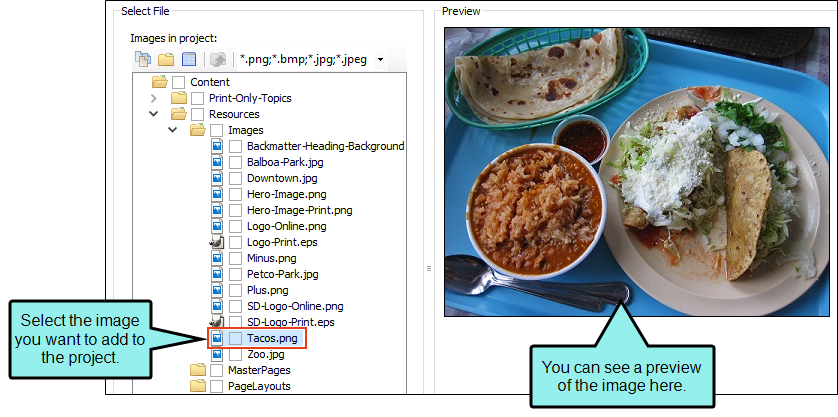 Select File
Images in project:
*.png;*.bmp;*.jpg;*.jpeg
Content
Print-Only-Topics
Resources
Images
Backmatter-Heading-Background
Balboa-Park.jpg
Downtown.jpg
Hero-Image.png
Hero-Image-Print.png
Logo-Online.png
Logo-Print.eps
Minus.png
Petco-Park.jpg
Plus.png
SD-Logo-Online.png
SD-Logo-Print.eps
Tacos.png
Zoo.jpg
MasterPages
PageLayouts
Select the image
you want to add to
the project.
Preview
You can see a preview
of the image here.